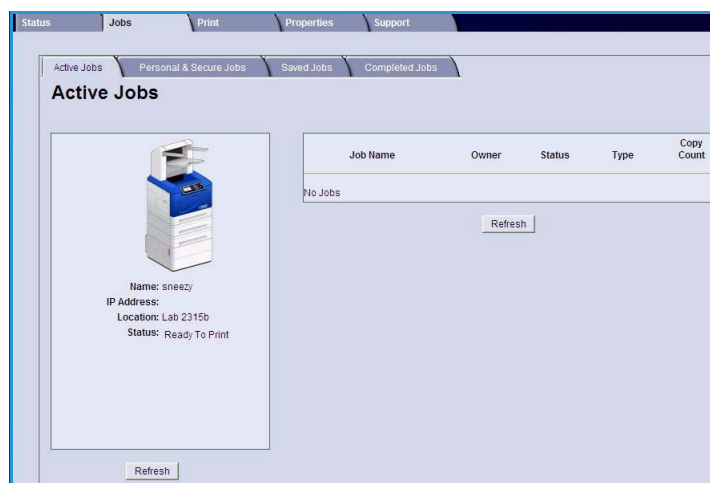 Status Jobs Print Properties Support
Active Jobs Personal & Secure Jobs Saved Jobs Completed Jobs
Active Jobs
Job Name Owner Status Type Copy Count
No Jobs
Refresh
Name: sneezy
IP Address:
Location: Lab 2315b
Status: Ready To Print
Refresh